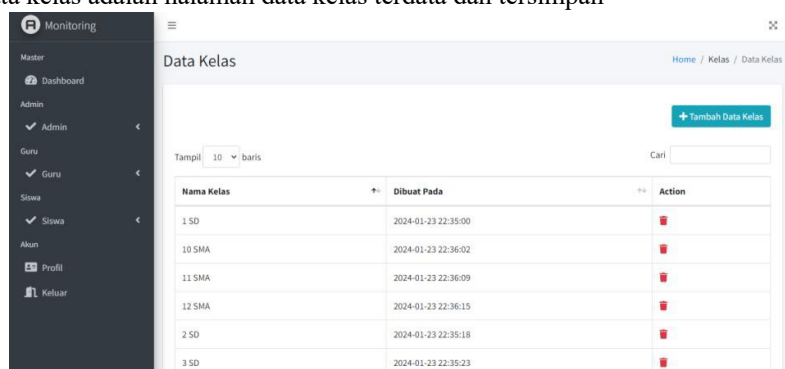 kelas adalah halaman data kelas terdata dan tersimpan
Monitoring
Master
Dashboard
Admin
Admin
Guru
Guru
Siswa
Siswa
Akun
Profil
Keluar
Data Kelas
Home / Kelas / Data Kelas
+ Tambah Data Kelas
Tampil 10 baris
Cari
Nama Kelas Dibuat Pada Action
1 SD 2024-01-23 22:35:00
10 SMA 2024-01-23 22:36:02
11 SMA 2024-01-23 22:36:09
12 SMA 2024-01-23 22:36:15
2 SD 2024-01-23 22:35:18
3 SD 2024-01-23 22:35:23